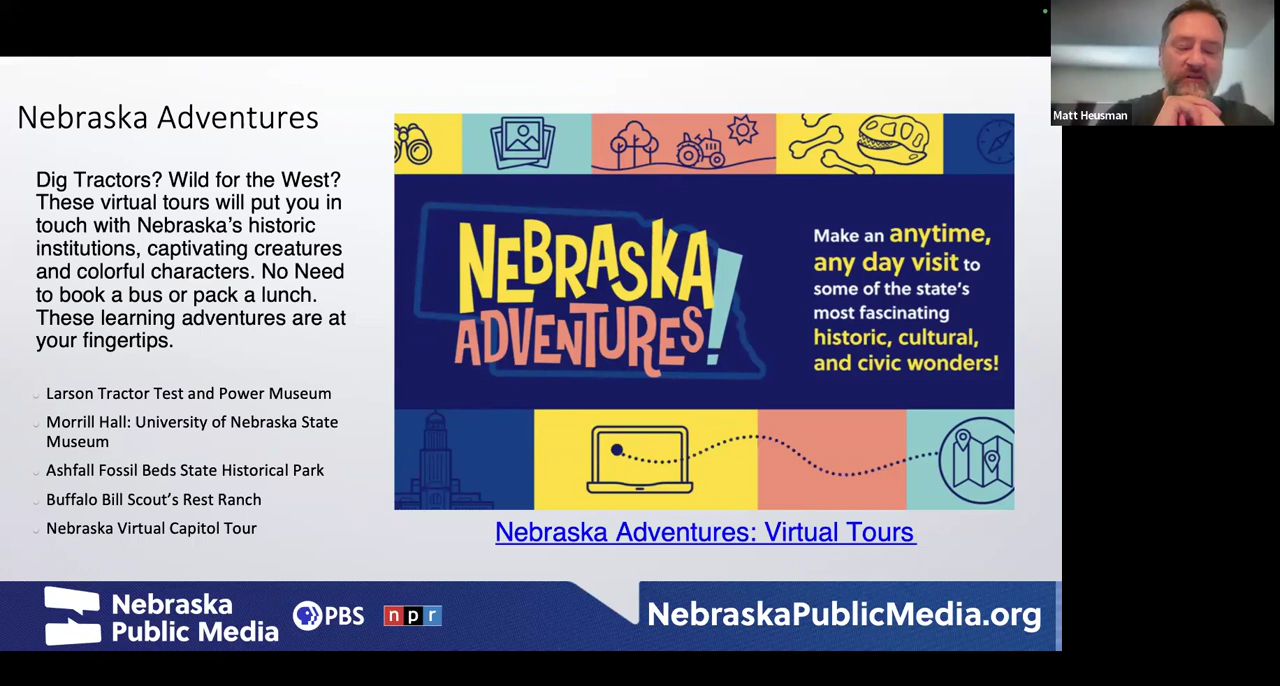 Nebraska Adventures
Dig Tractors? Wild for the West?
These virtual tours will put you in
touch with Nebraska's historic
institutions, captivating creatures
and colorful characters. No Need
to book a bus or pack a lunch.
These learning adventures are at
your fingertips.
Larson Tractor Test and Power Museum
Morrill Hall: University of Nebraska State
Museum
Ashfall Fossil Beds State Historical Park
Buffalo Bill Scout's Rest Ranch
Nebraska Virtual Capitol Tour
NEBRASKA
ADVENTURES!
Make an anytime,
any day visit to
some of the state's
most fascinating
historic, cultural,
and civic wonders!
Nebraska Adventures: Virtual Tours
Nebraska
Public Media
PBS
npr
NebraskaPublicMedia.org
Matt Heusman